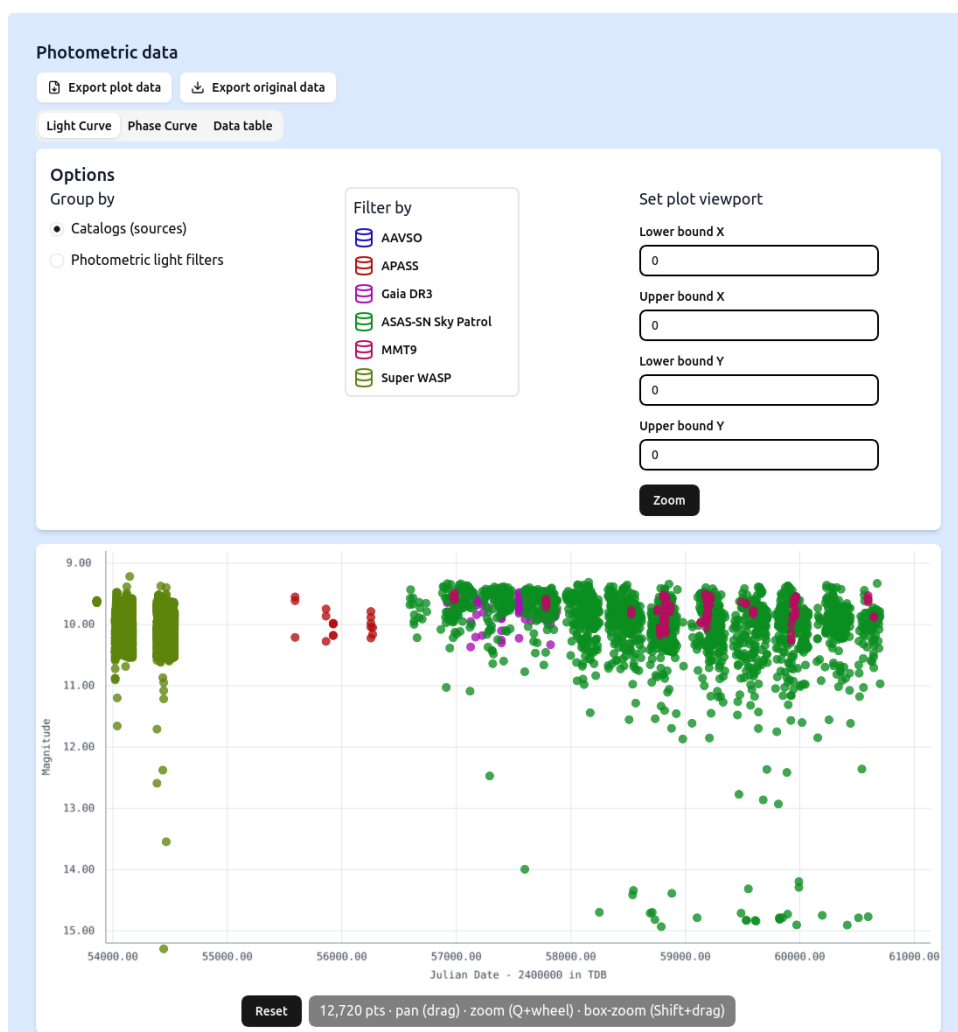 Photometric data
Export plot data
Export original data
Light Curve
Phase Curve
Data table
Options
Group by
Catalogs (sources)
Photometric light filters
Filter by
AAVSO
APASS
Gaia DR3
ASAS-SN Sky Patrol
MMT9
Super WASP
Set plot viewport
Lower bound X
0
Upper bound X
0
Lower bound Y
0
Upper bound Y
0
Zoom
9.00
10.00
11.00
12.00
13.00
14.00
15.00
Magnitude
54000.00
55000.00
56000.00
57000.00
58000.00
59000.00
60000.00
61000.00
Julian Date - 2400000 in TDB
Reset
12,720 pts · pan (drag) · zoom (Q+wheel) · box-zoom (Shift+drag)